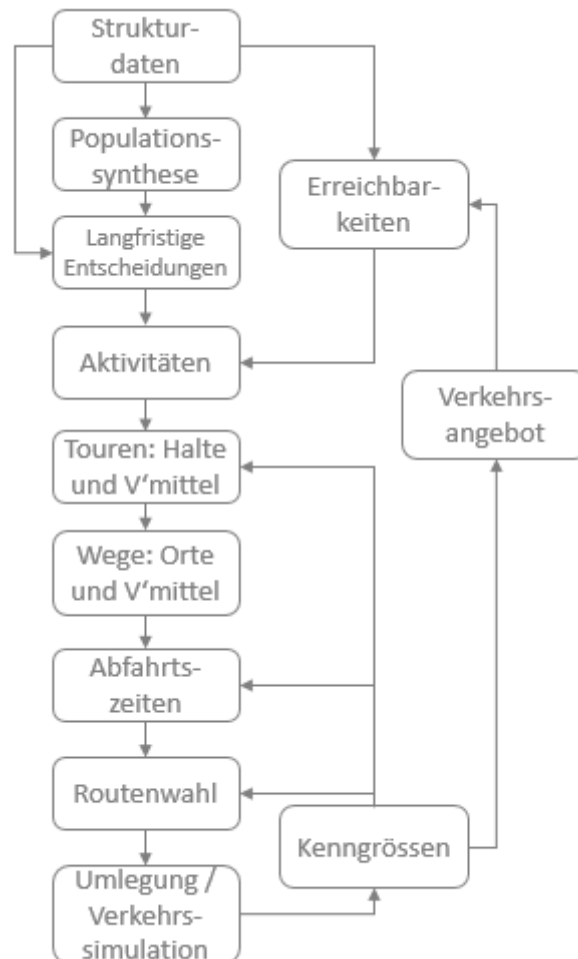 Struktur-
daten
Populations-
synthese
Erreichbar-
keiten
Langfristige
Entscheidungen
Aktivitäten
Verkehrs-
angebot
Touren: Halte
und V‘mittel
Wege: Orte
und V‘mittel
Abfahrts-
zeiten
Routenwahl
Kenngrössen
Umlegung /
Verkehrs-
simulation